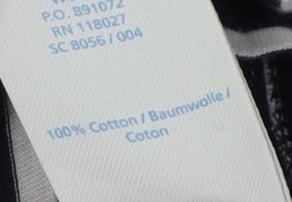 P.O. 891072
RN 118027
SC 8056 / 004
100% Cotton / Baumwolle /
Coton